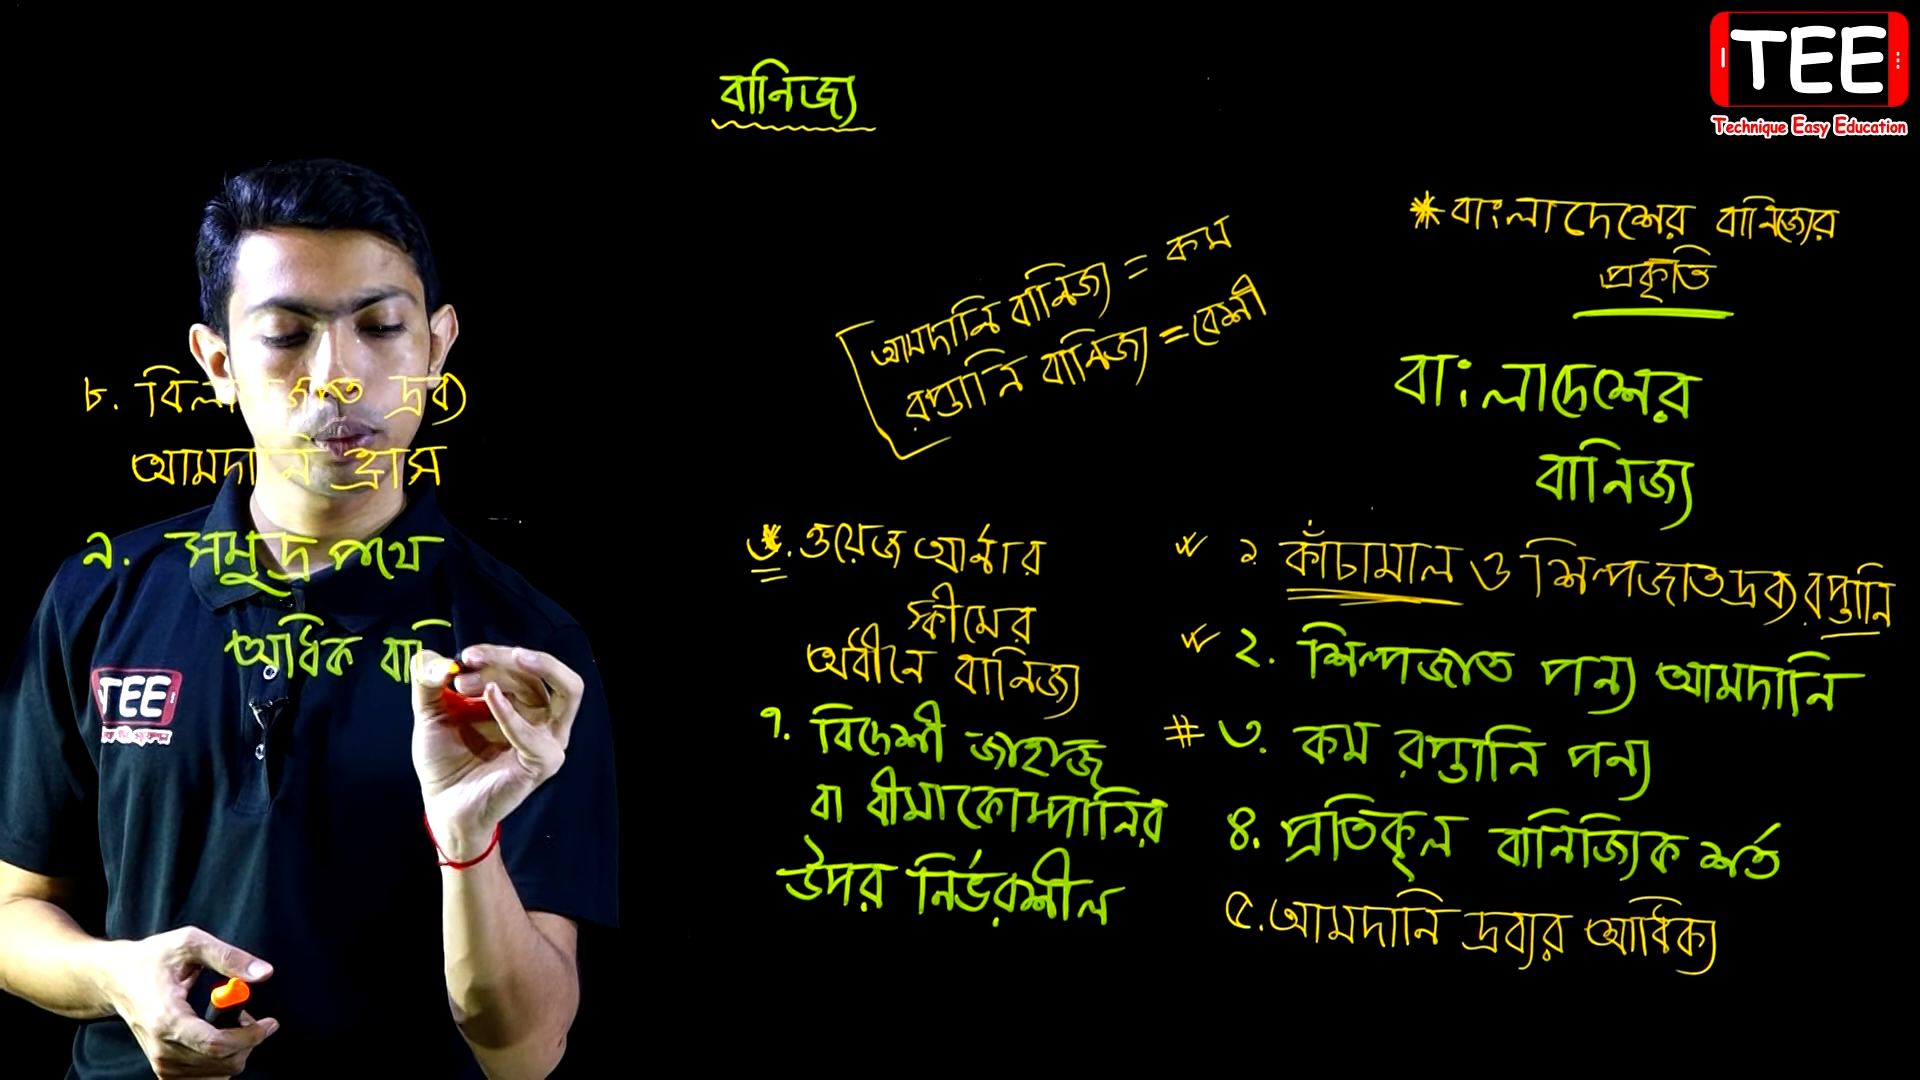 বানিজ্য
TEE
Technique Easy Education
*বাংলাদেশের বানিজ্যের
প্রকৃতি
আমদানি বানিজ্য = কম
রপ্তানি বানিজ্য = বেশী
বাংলাদেশের
বানিজ্য
১. কাঁচামাল ও শিল্পজাত দ্রব্য রপ্তানি
২. শিল্পজাত পন্য আমদানি
# ৩. কম রপ্তানি পন্য
৪. প্রতিকূল বানিজ্যিক শর্ত
৫. আমদানি দ্রব্যর আধিক্য
৬. ওয়েজ আর্নার
স্কীমের
অধীনে বানিজ্য
৭. বিদেশী জাহাজ
বা বীমা কোম্পানির
উপর নির্ভরশীল
৮. দ্রব্য
আমদানি হ্রাস
৯. সমুদ্র পথে
অধিক
TEE